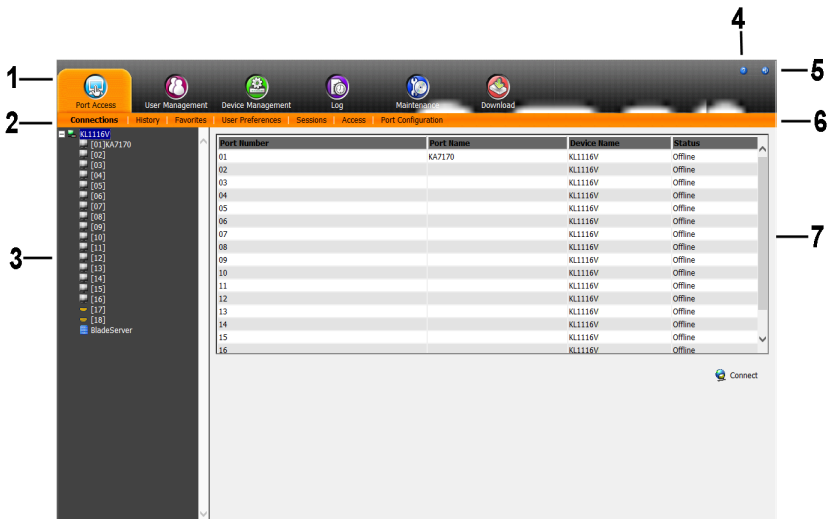 4
1
5
Port Access User Management Device Management Log Maintenance Download
2
6
Connections | History | Favorites | User Preferences | Sessions | Access | Port Configuration
KL1116V
[01]KA7170
[02]
[03]
[04]
[05]
[06]
[07]
[08]
[09]
[10]
[11]
[12]
[13]
[14]
[15]
[16]
[17]
[18]
BladeServer
3
Port Number Port Name Device Name Status
01 KA7170 KL1116V Offline
02 KL1116V Offline
03 KL1116V Offline
04 KL1116V Offline
05 KL1116V Offline
06 KL1116V Offline
07 KL1116V Offline
08 KL1116V Offline
09 KL1116V Offline
10 KL1116V Offline
11 KL1116V Offline
12 KL1116V Offline
13 KL1116V Offline
14 KL1116V Offline
15 KL1116V Offline
16 KL1116V Offline
7
Connect